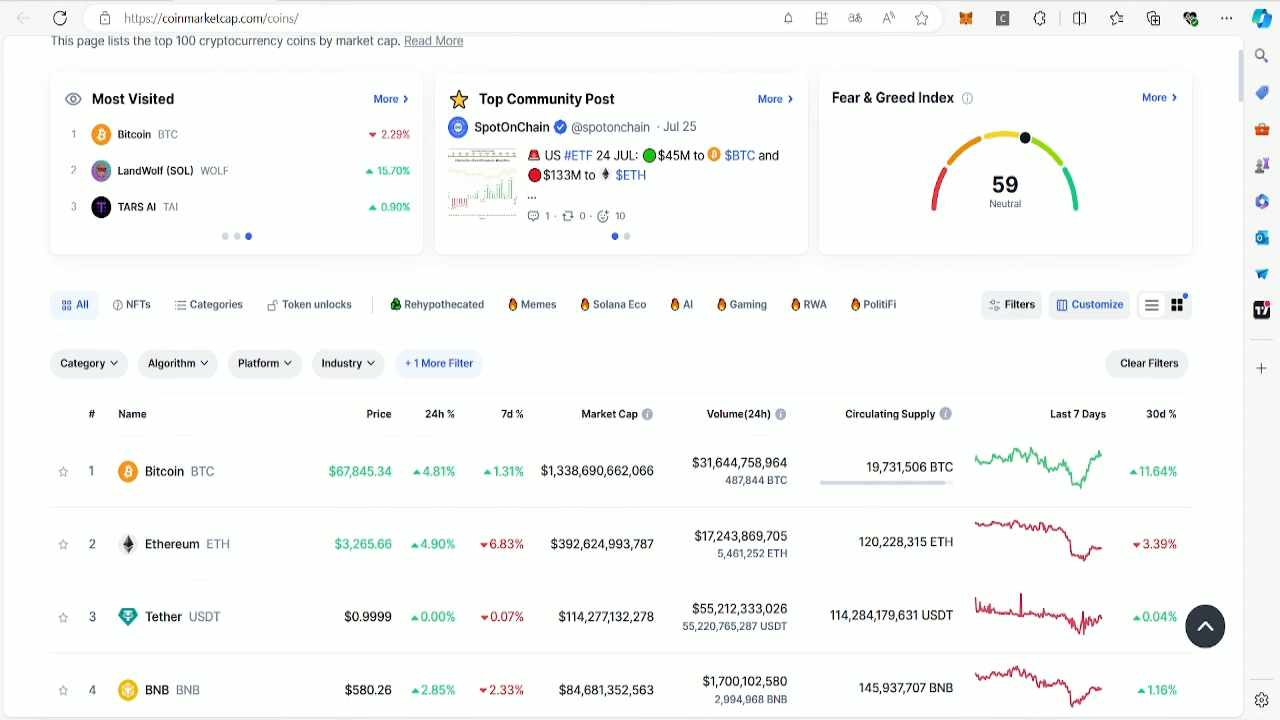 https://coinmarketcap.com/coins/
This page lists the top 100 cryptocurrency coins by market cap. Read More
Most Visited
More >
1 Bitcoin BTC 2.29%
2 LandWolf (SOL) WOLF 15.70%
3 TARS AI TAI 0.90%
Top Community Post
More >
SpotOnChain @spotonchain · Jul 25
US #ETF 24 JUL: $45M to $BTC and
$133M to $ETH
...
1 · 0 · 10
Fear & Greed Index
More >
59
Neutral
All NFTs Categories Token unlocks Rehypothecated Memes Solana Eco AI Gaming RWA PolitiFi Filters Customize
Category Algorithm Platform Industry + 1 More Filter Clear Filters
# Name Price 24h % 7d % Market Cap Volume(24h) Circulating Supply Last 7 Days 30d %
1 Bitcoin BTC $67,845.34 4.81% 1.31% $1,338,690,662,066 $31,644,758,964 19,731,506 BTC 11.64%
487,844 BTC
2 Ethereum ETH $3,265.66 4.90% 6.83% $392,624,993,787 $17,243,869,705 120,228,315 ETH 3.39%
5,461,252 ETH
3 Tether USDT $0.9999 0.00% 0.07% $114,277,132,278 $55,212,333,026 114,284,179,631 USDT 0.04%
55,220,765,287 USDT
4 BNB BNB $580.26 2.85% 2.33% $84,681,352,563 $1,700,102,580 145,937,707 BNB 1.16%
2,994,968 BNB